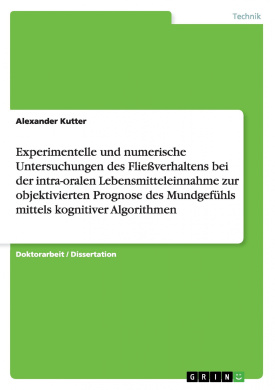 Technik
Alexander Kutter
Experimentelle und numerische
Untersuchungen des Fließverhaltens bei
der intra-oralen Lebensmitteleinnahme zur
objektivierten Prognose des Mundgefühls
mittels kognitiver Algorithmen
Doktorarbeit / Dissertation
GRIN